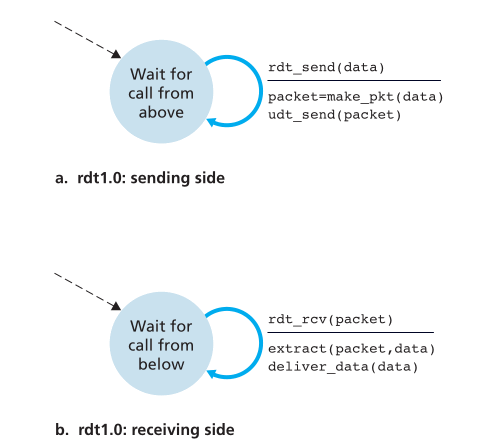 Wait for
call from
above
rdt_send(data)
packet=make_pkt(data)
udt_send(packet)
a. rdt1.0: sending side
Wait for
call from
below
rdt_rcv(packet)
extract(packet,data)
deliver_data(data)
b. rdt1.0: receiving side